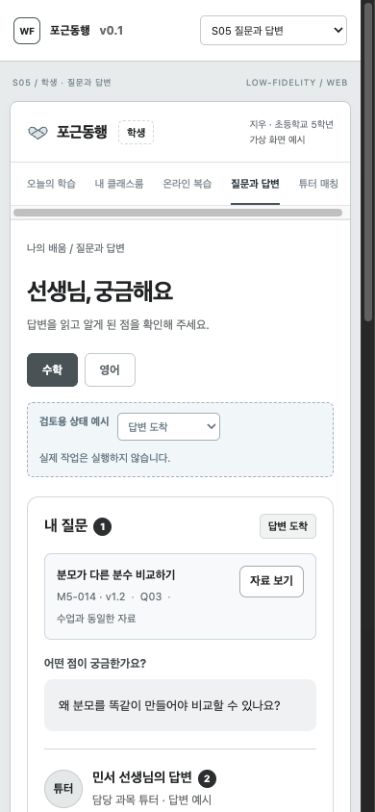 WF 포근동행 v0.1 S05 질문과 답변
S05 / 학생 · 질문과 답변 LOW-FIDELITY / WEB
포근동행 학생 지우 · 초등학교 5학년
가상 화면 예시
오늘의 학습 내 클래스룸 온라인 복습 질문과 답변 튜터 매칭
나의 배움 / 질문과 답변
선생님, 궁금해요
답변을 읽고 알게 된 점을 확인해 주세요.
수학 영어
검토용 상태 예시 답변 도착
실제 작업은 실행하지 않습니다.
내 질문 1 답변 도착
분모가 다른 분수 비교하기 자료 보기
M5-014 · v1.2 · Q03 ·
수업과 동일한 자료
어떤 점이 궁금한가요?
왜 분모를 똑같이 만들어야 비교할 수 있나요?
튜터 민서 선생님의 답변 2
담당 과목 튜터 · 답변 예시